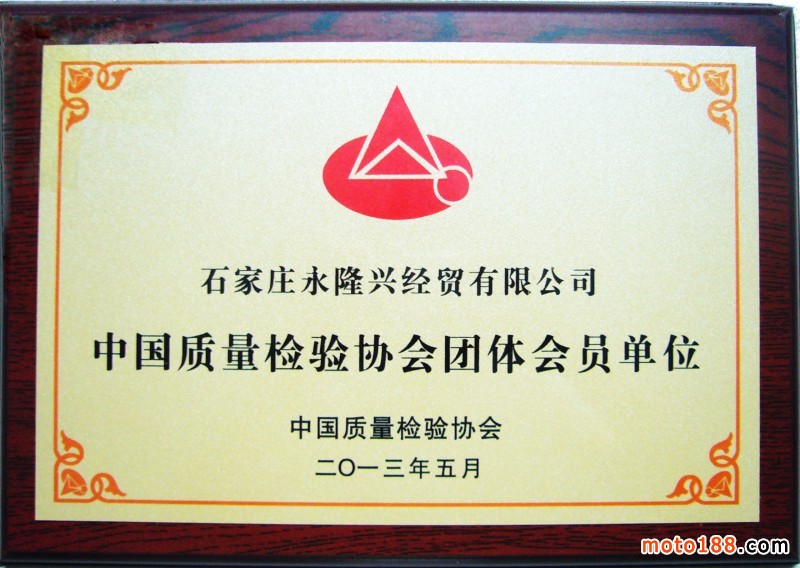 石家庄永隆兴经贸有限公司
中国质量检验协会团体会员单位
中国质量检验协会
二〇一三年五月
moto188.com